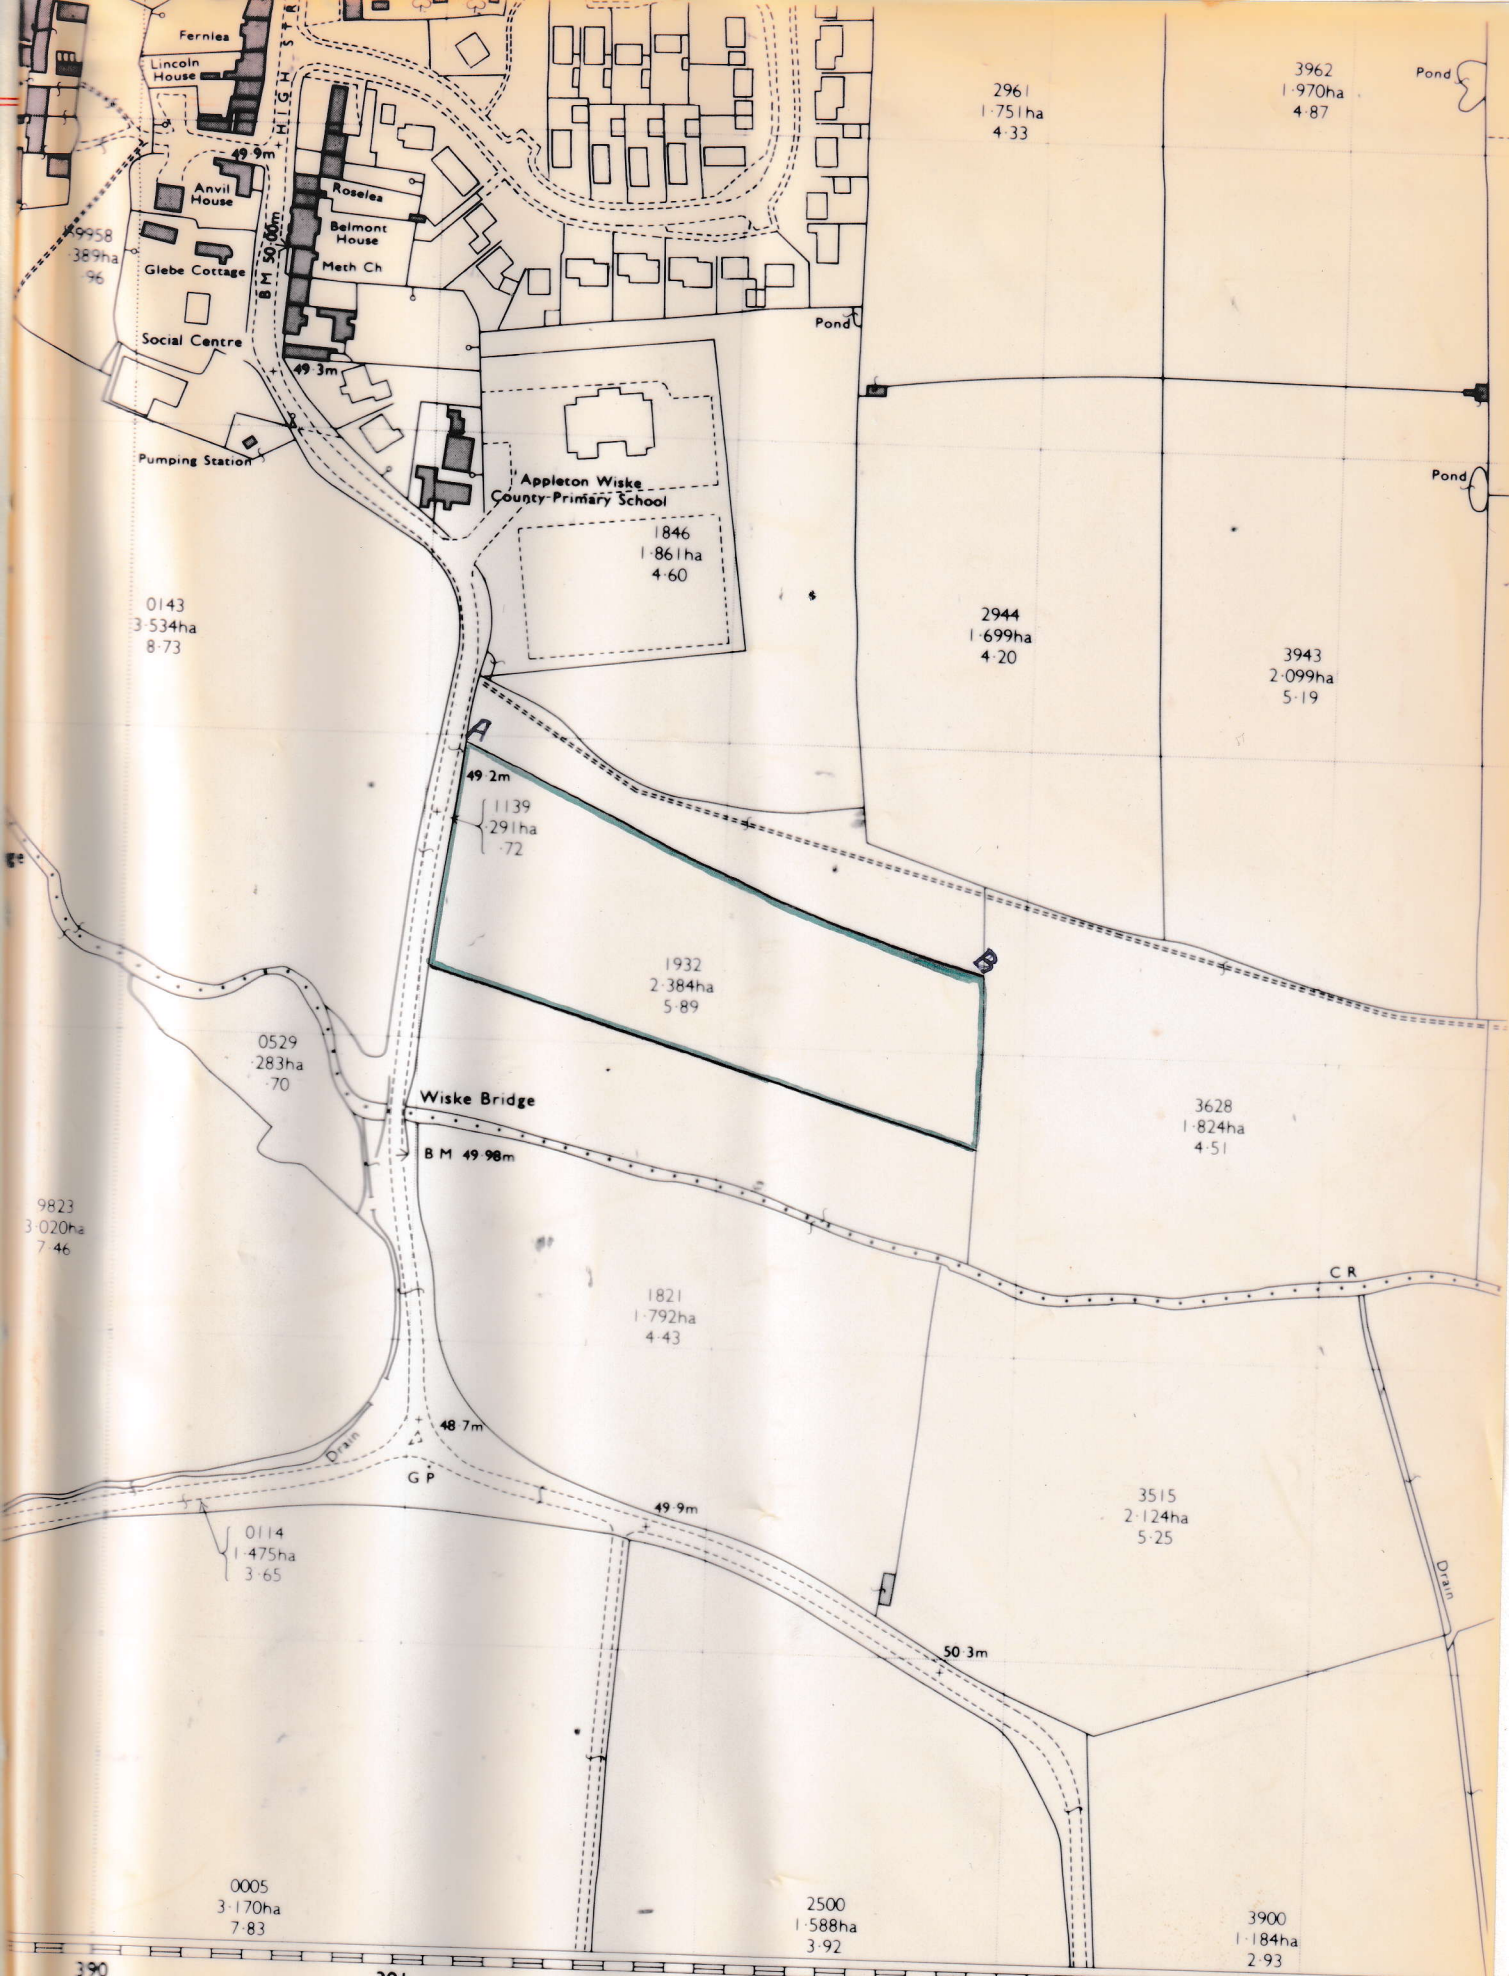 Fernlea
Lincoln
House
HIGH STR
49·9m
Anvil
House
Roselea
Belmont
House
Meth Ch
BM 50·00m
9958
·389ha
·96
Glebe Cottage
Social Centre
49·3m
Pumping Station
Appleton Wiske
County Primary School
1846
1·861ha
4·60
Pond
2961
1·751ha
4·33
3962
1·970ha
4·87
Pond
Pond
2944
1·699ha
4·20
3943
2·099ha
5·19
0143
3·534ha
8·73
A
49·2m
1139
·291ha
·72
ge
B
1932
2·384ha
5·89
0529
·283ha
·70
Wiske Bridge
BM 49·98m
3628
1·824ha
4·51
9823
3·020ha
7·46
CR
1821
1·792ha
4·43
48·7m
Drain
GP
49·9m
3515
2·124ha
5·25
Drain
0114
1·475ha
3·65
50·3m
0005
3·170ha
7·83
2500
1·588ha
3·92
3900
1·184ha
2·93
390